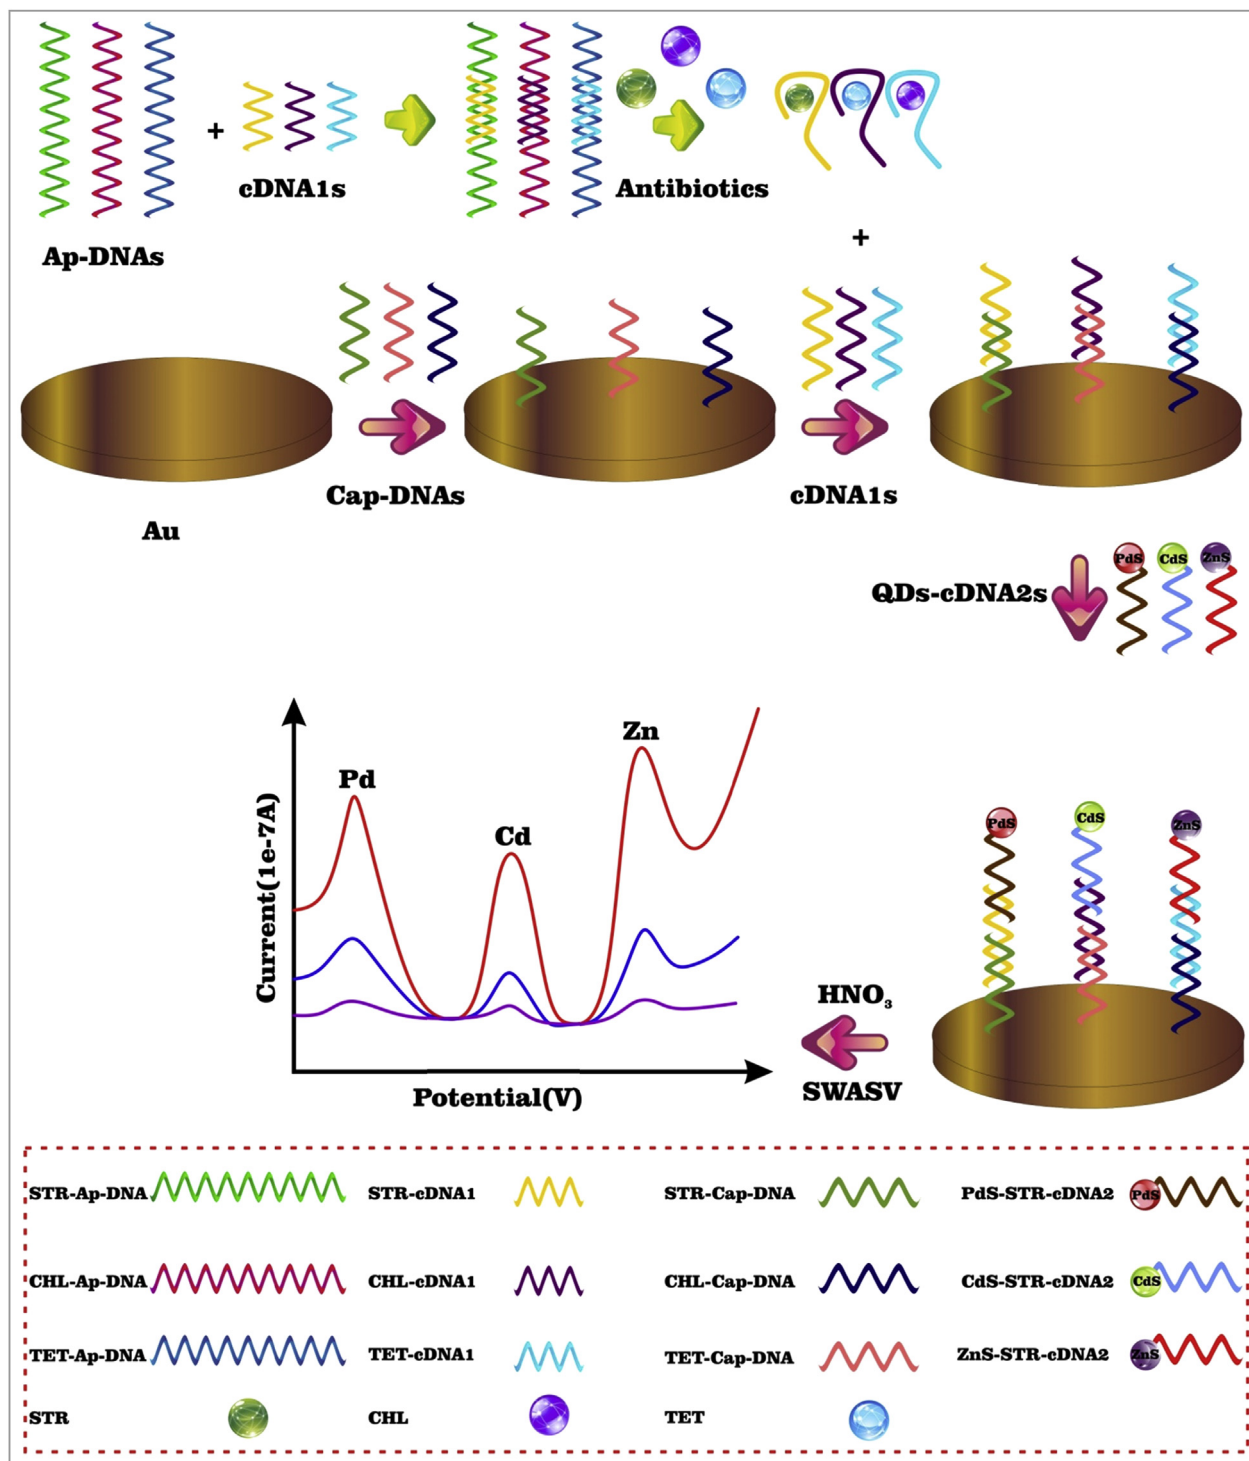 +
cDNA1s
Antibiotics
Ap-DNAs
+
Cap-DNAs
cDNA1s
Au
PdS CdS ZnS
QDs-cDNA2s
Zn
Pd
Cd
Current(1e-7A)
Potential(V)
PdS CdS ZnS
HNO₃
SWASV
STR-Ap-DNA STR-cDNA1 STR-Cap-DNA PdS-STR-cDNA2 PdS
CHL-Ap-DNA CHL-cDNA1 CHL-Cap-DNA CdS-STR-cDNA2 CdS
TET-Ap-DNA TET-cDNA1 TET-Cap-DNA ZnS-STR-cDNA2 ZnS
STR CHL TET